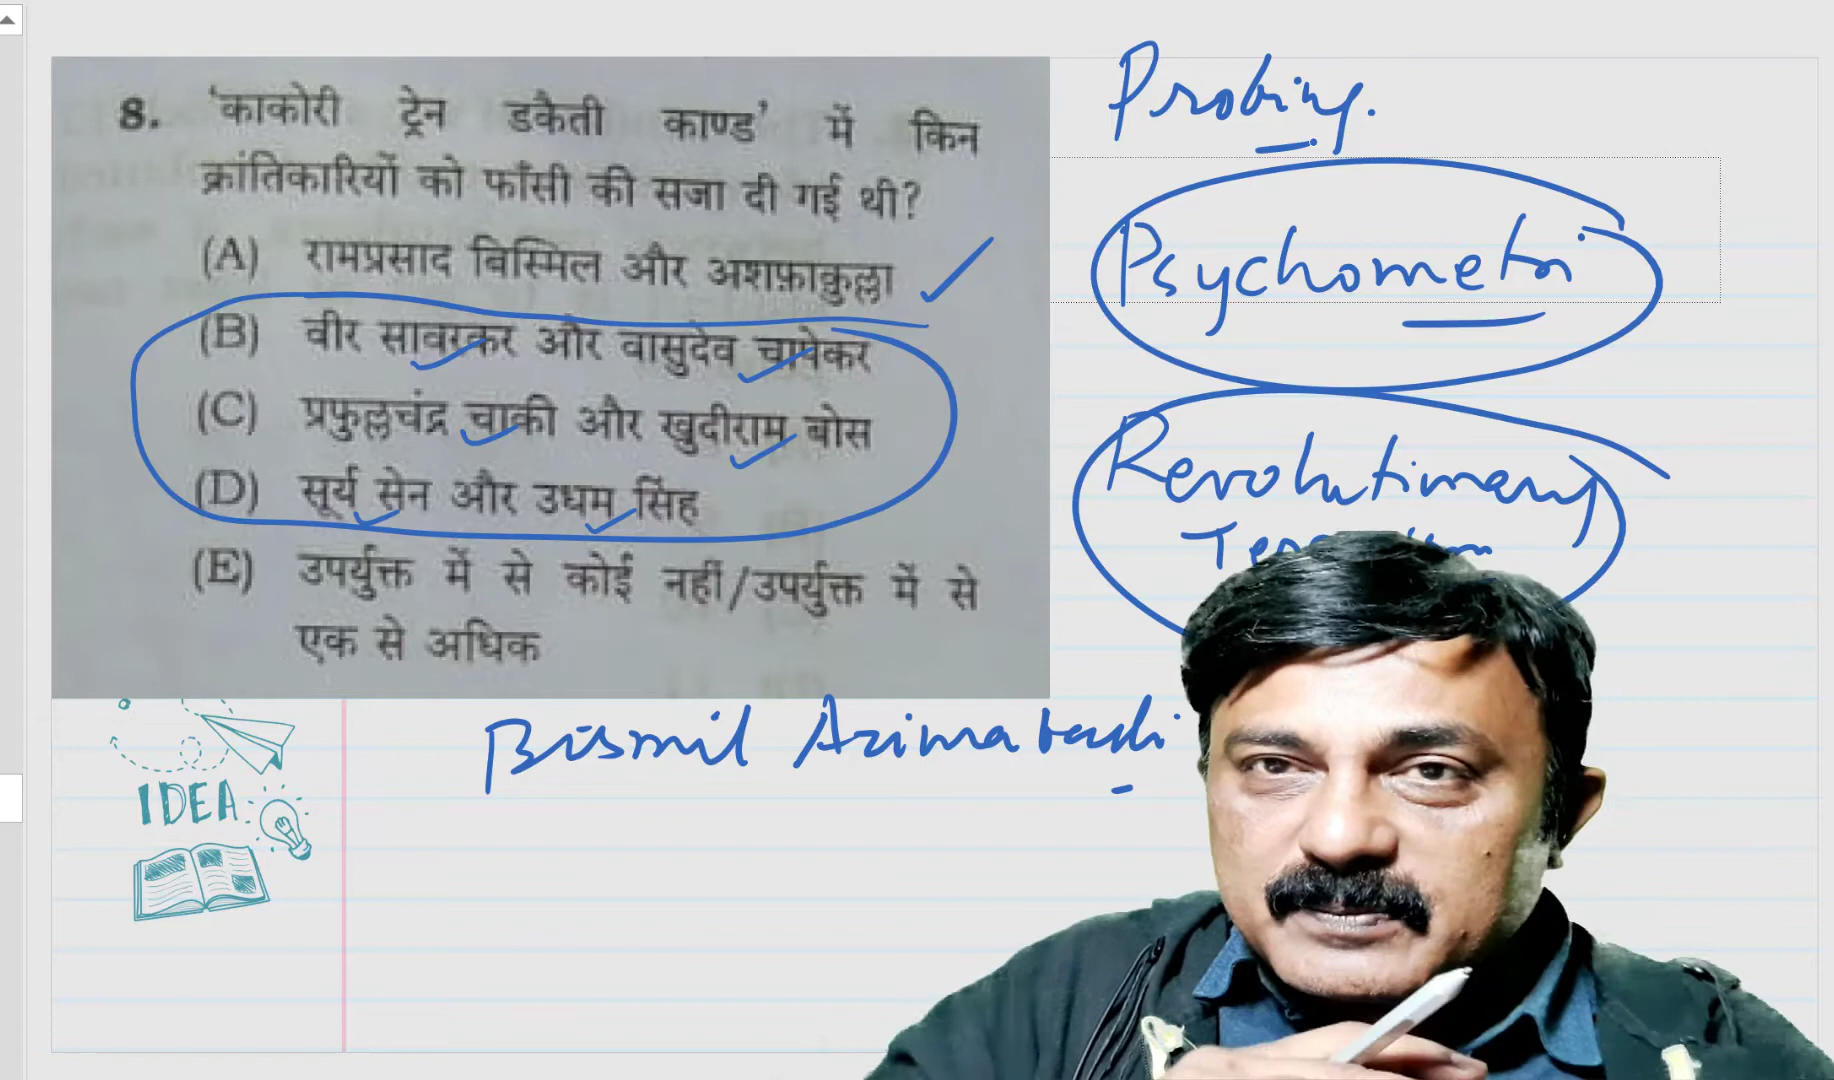 8. 'काकोरी ट्रेन डकैती काण्ड' में किन
क्रांतिकारियों को फाँसी की सजा दी गई थी?
(A) रामप्रसाद बिस्मिल और अशफ़ाक़ुल्ला
(B) वीर सावरकर और वासुदेव चापेकर
(C) प्रफुल्लचंद्र चाकी और खुदीराम बोस
(D) सूर्य सेन और उधम सिंह
(E) उपर्युक्त में से कोई नहीं/उपर्युक्त में से
एक से अधिक
Probing.
Psychometri
Revolutionary
Bismil Azimabadi
IDEA